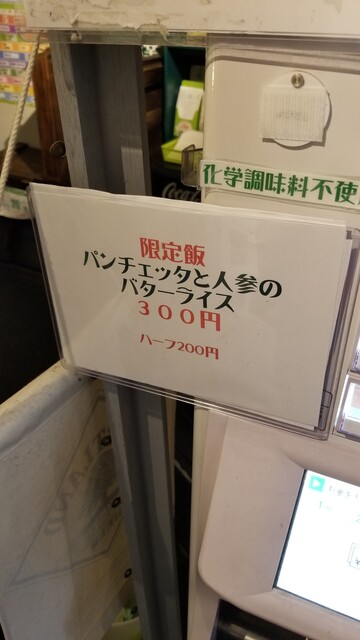 化学調味料不使
限定飯
パンチェッタと人参の
バターライス
300円
ハーフ200円